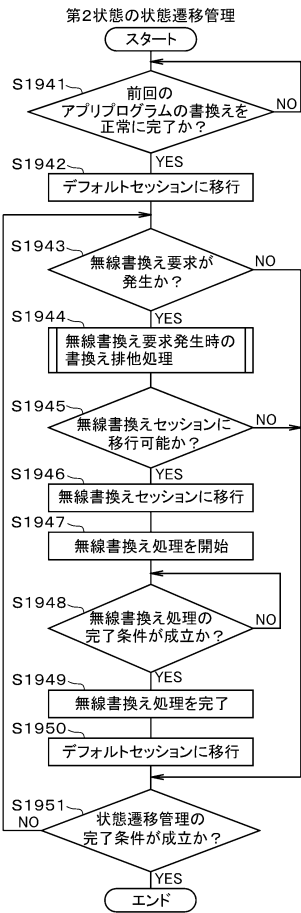 第2状態の状態遷移管理
スタート
S1941
前回の
アプリプログラムの書換えを
正常に完了か？
NO
YES
S1942
デフォルトセッションに移行
S1943
無線書換え要求が
発生か？
NO
YES
S1944
無線書換え要求発生時の
書換え排他処理
S1945
無線書換えセッションに
移行可能か？
NO
YES
S1946
無線書換えセッションに移行
S1947
無線書換え処理を開始
S1948
無線書換え処理の
完了条件が成立か？
NO
YES
S1949
無線書換え処理を完了
S1950
デフォルトセッションに移行
S1951
状態遷移管理の
完了条件が成立か？
NO
YES
エンド